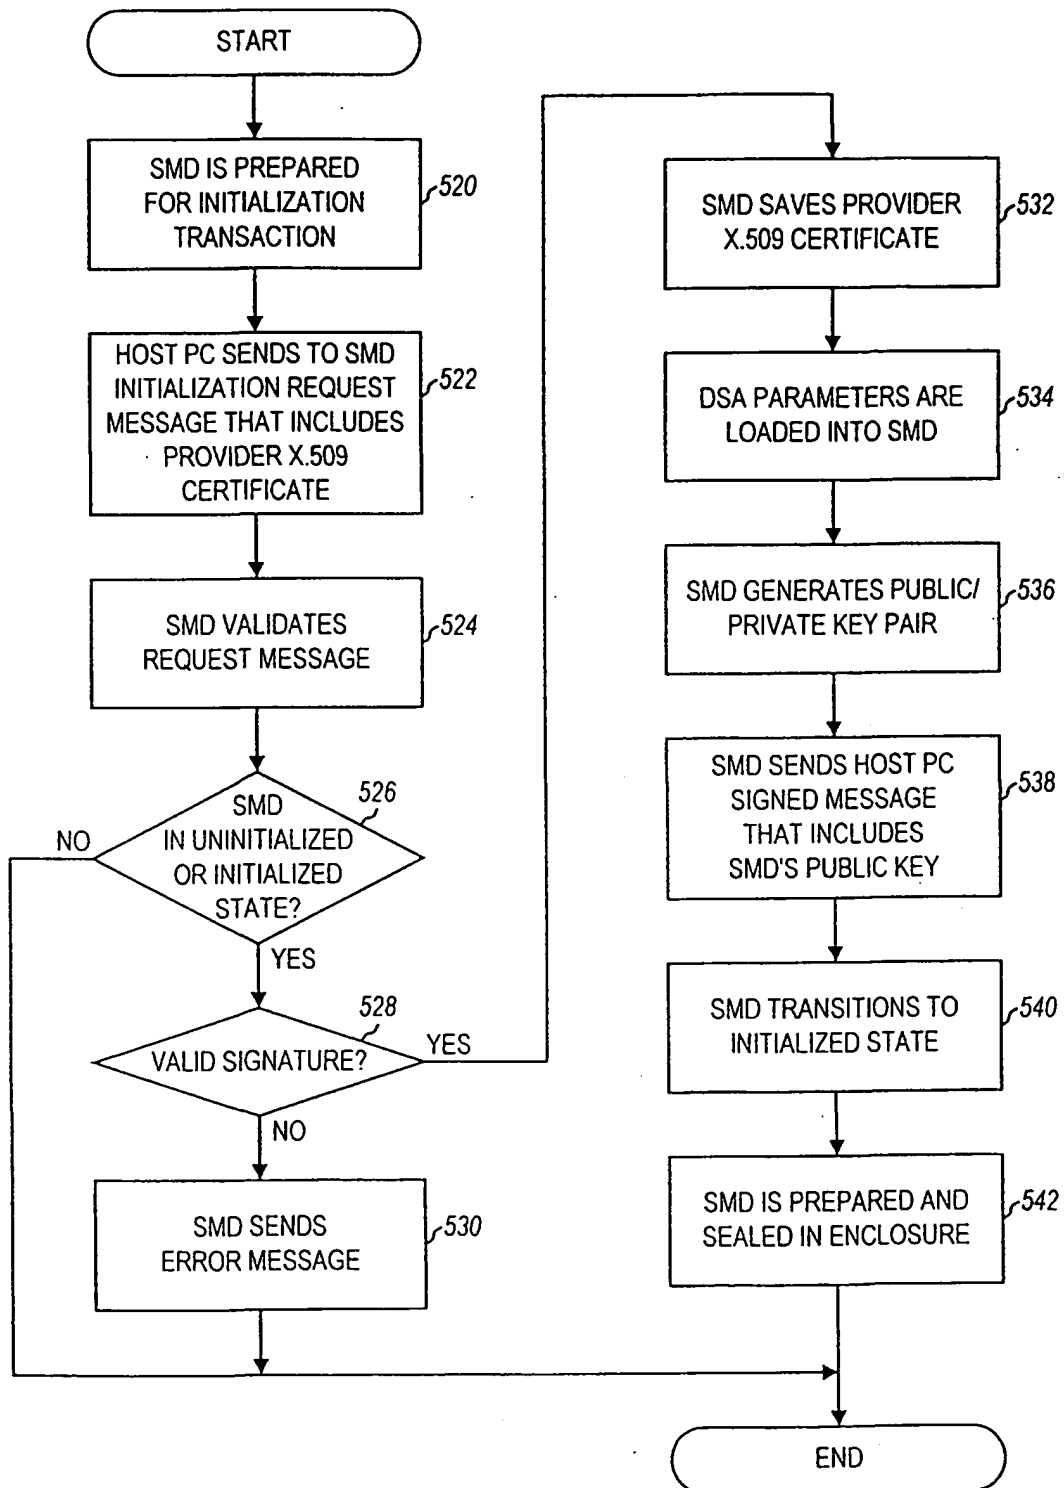 START
SMD IS PREPARED
FOR INITIALIZATION
TRANSACTION
520
HOST PC SENDS TO SMD
INITIALIZATION REQUEST
MESSAGE THAT INCLUDES
PROVIDER X.509
CERTIFICATE
522
SMD VALIDATES
REQUEST MESSAGE
524
SMD
IN UNINITIALIZED
OR INITIALIZED
STATE?
526
NO
YES
VALID SIGNATURE?
528
YES
NO
SMD SENDS
ERROR MESSAGE
530
SMD SAVES PROVIDER
X.509 CERTIFICATE
532
DSA PARAMETERS ARE
LOADED INTO SMD
534
SMD GENERATES PUBLIC/
PRIVATE KEY PAIR
536
SMD SENDS HOST PC
SIGNED MESSAGE
THAT INCLUDES
SMD'S PUBLIC KEY
538
SMD TRANSITIONS TO
INITIALIZED STATE
540
SMD IS PREPARED AND
SEALED IN ENCLOSURE
542
END